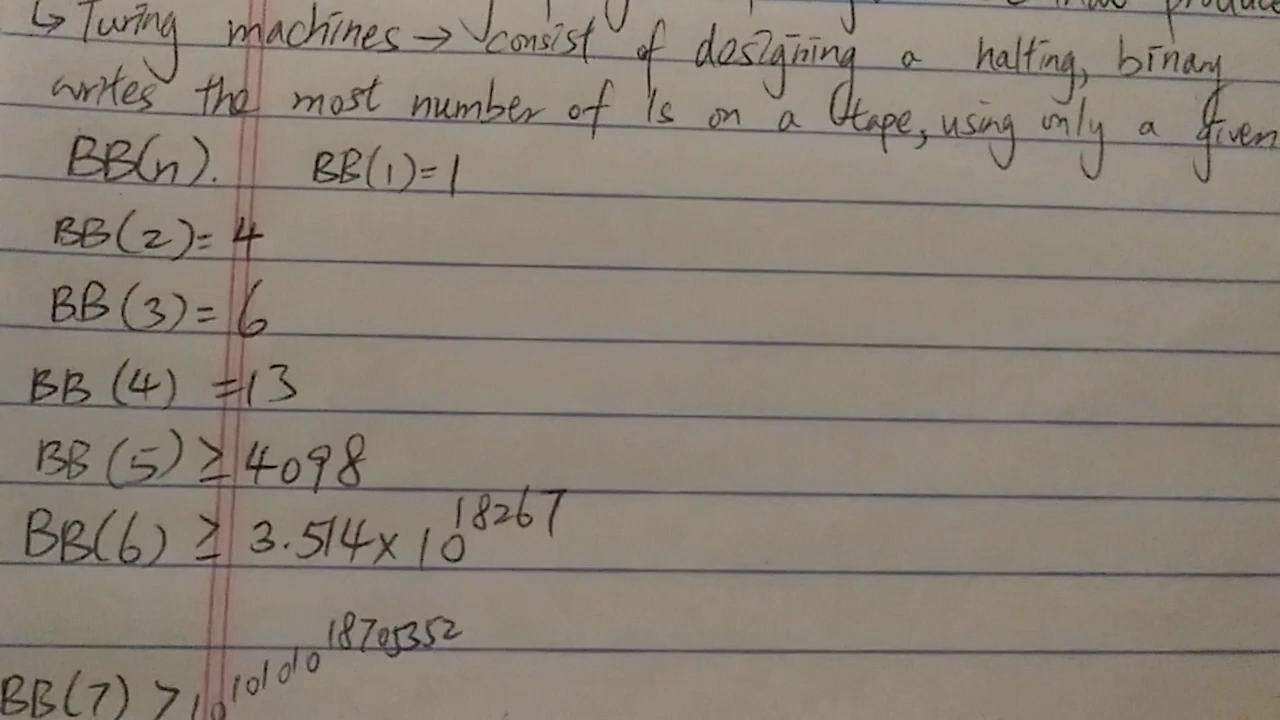 produce
↳ Turing machines → consist of designing a halting, binary
writes the most number of 1s on a tape, using only a given
BB(n). BB(1)=1
BB(2)=4
BB(3)=6
BB(4)=13
BB(5)≥4098
BB(6)≥3.514×10^18267
BB(7)>10^10^10^10^18705352